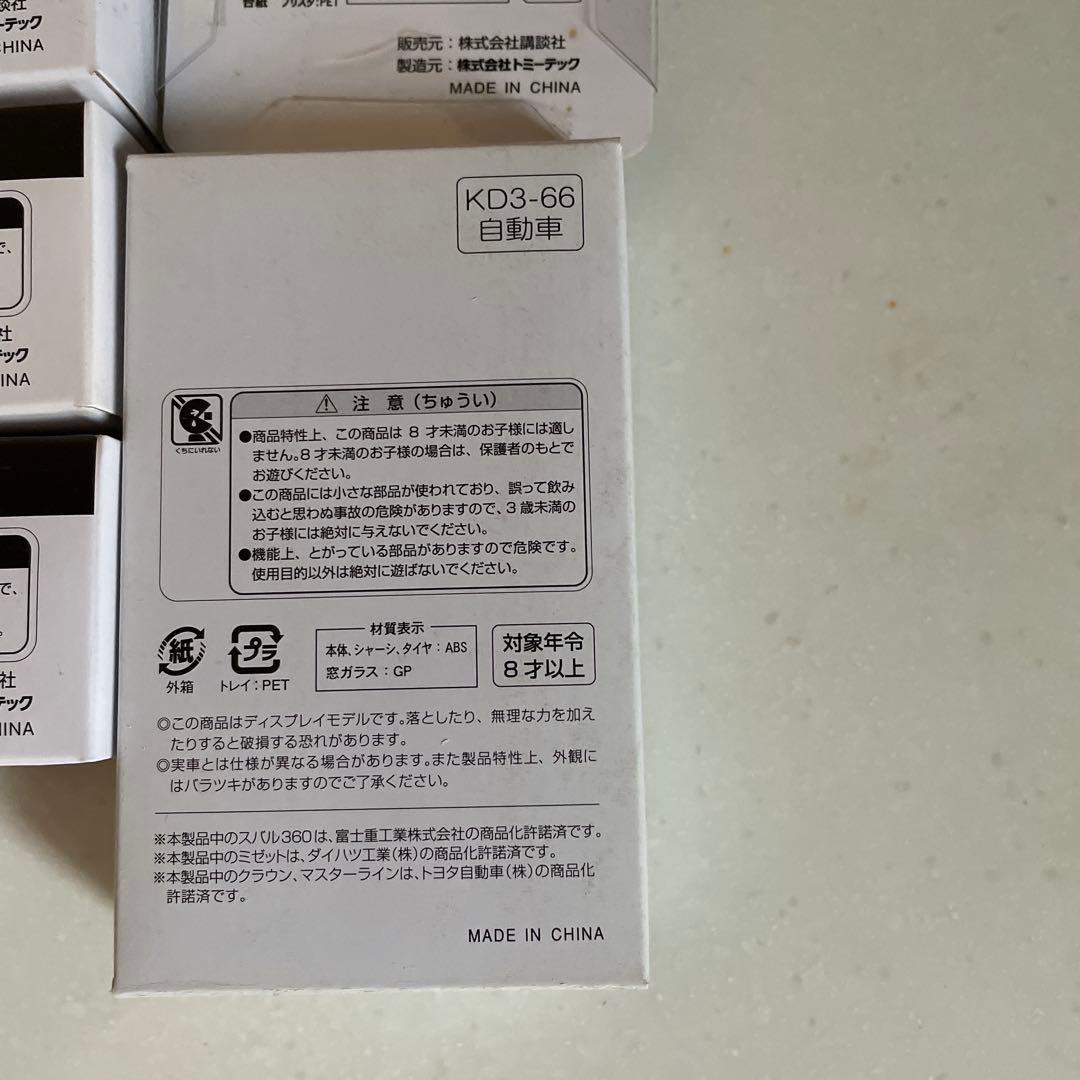 談社
ーテック
CHINA
台紙 ブリスタ:PET
販売元：株式会社講談社
製造元：株式会社トミーテック
MADE IN CHINA
で、
社
テック
INA
で、
。
社
テック
INA
KD3-66
自動車
くちにいれない
⚠ 注 意（ちゅうい）
●商品特性上、この商品は 8 才未満のお子様には適し
ません。8 才未満のお子様の場合は、保護者のもとで
お遊びください。
●この商品には小さな部品が使われており、誤って飲み
込むと思わぬ事故の危険がありますので、3 歳未満の
お子様には絶対に与えないでください。
●機能上、とがっている部品がありますので危険です。
使用目的以外は絶対に遊ばないでください。
紙
外箱
プラ
トレイ：PET
材質表示
本体、シャーシ、タイヤ：ABS
窓ガラス：GP
対象年令
8才以上
◎この商品はディスプレイモデルです。落としたり、無理な力を加え
たりすると破損する恐れがあります。
◎実車とは仕様が異なる場合があります。また製品特性上、外観に
はバラツキがありますのでご了承ください。
※本製品中のスバル360は、富士重工業株式会社の商品化許諾済です。
※本製品中のミゼットは、ダイハツ工業（株）の商品化許諾済です。
※本製品中のクラウン、マスターラインは、トヨタ自動車（株）の商品化
許諾済です。
MADE IN CHINA